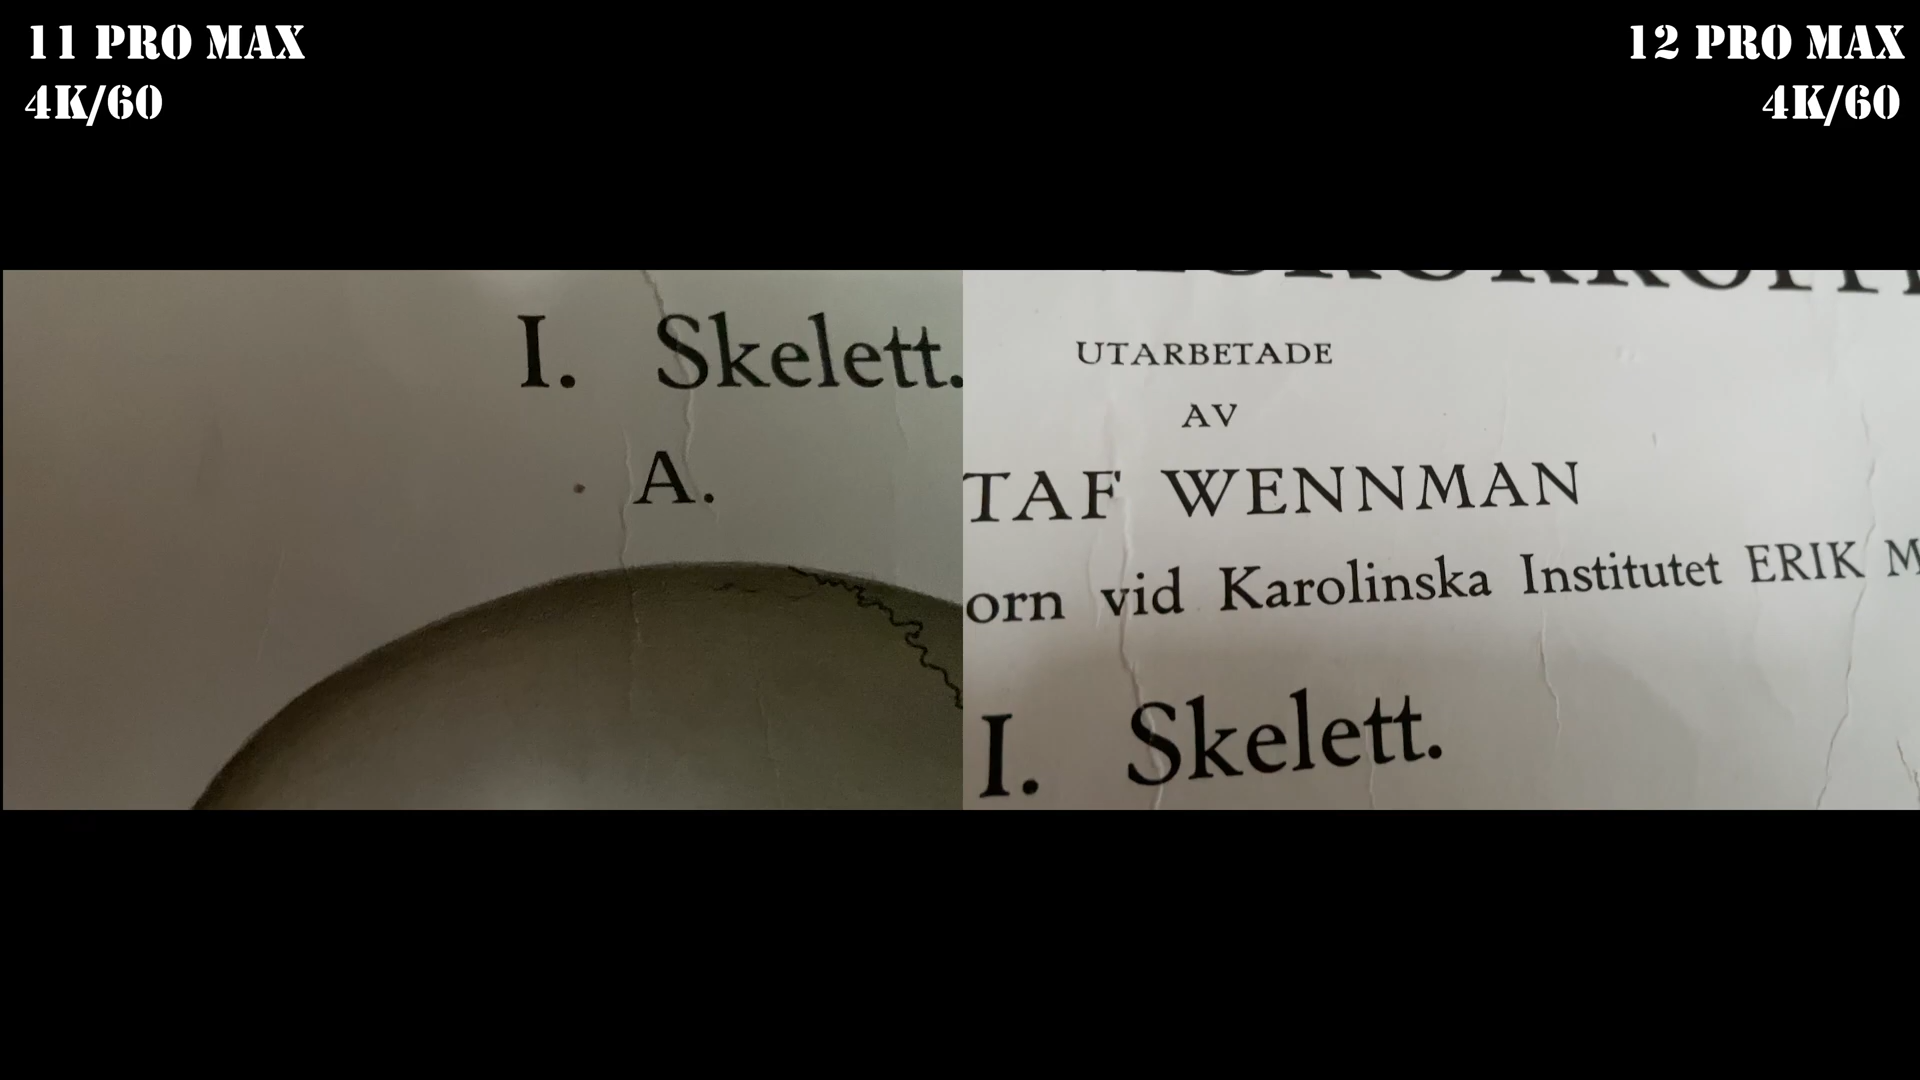 11 PRO MAX
4K/60
12 PRO MAX
4K/60
I. Skelett.
A.
UTARBETADE
AV
TAF WENNMAN
orn vid Karolinska Institutet ERIK M
I. Skelett.